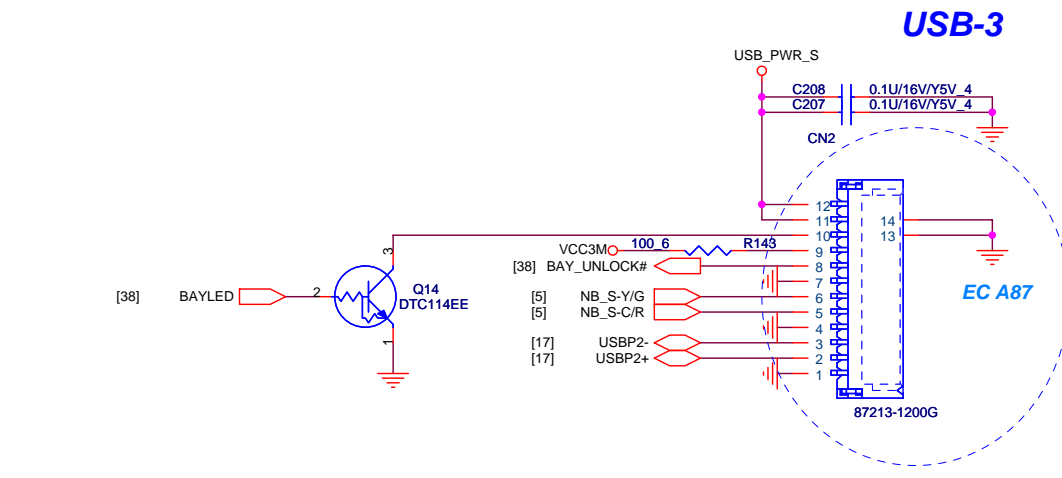 USB-3
USB_PWR_S
C208 0.1U/16V/Y5V_4
C207 0.1U/16V/Y5V_4
CN2
12
11 14
10 13
VCC3M 100_6 R143 9
[38] BAY_UNLOCK# 8
7
[5] NB_S-Y/G 6
[5] NB_S-C/R 5
4
[17] USBP2- 3
[17] USBP2+ 2
1
EC A87
87213-1200G
3
[38] BAYLED 2 Q14
DTC114EE
1